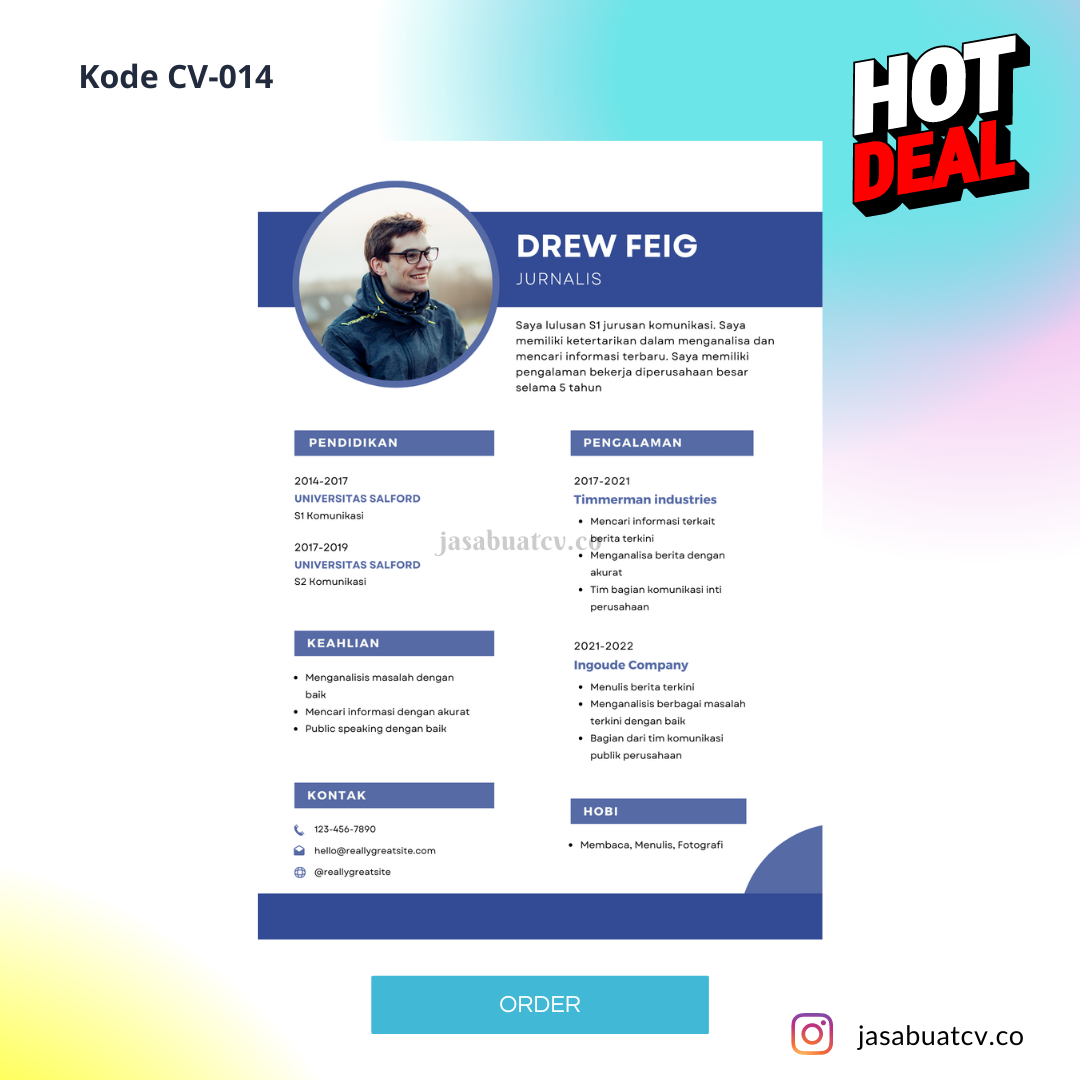 Kode CV-014
HOT
DEAL
DREW FEIG
JURNALIS
Saya lulusan S1 jurusan komunikasi. Saya
memiliki ketertarikan dalam menganalisa dan
mencari informasi terbaru. Saya memiliki
pengalaman bekerja diperusahaan besar
selama 5 tahun
PENDIDIKAN
2014-2017
UNIVERSITAS SALFORD
S1 Komunikasi
2017-2019
UNIVERSITAS SALFORD
S2 Komunikasi
KEAHLIAN
• Menganalisis masalah dengan
baik
• Mencari informasi dengan akurat
• Public speaking dengan baik
KONTAK
123-456-7890
hello@reallygreatsite.com
@reallygreatsite
PENGALAMAN
2017-2021
Timmerman industries
• Mencari informasi terkait
berita terkini
• Menganalisa berita dengan
akurat
• Tim bagian komunikasi inti
perusahaan
2021-2022
Ingoude Company
• Menulis berita terkini
• Menganalisis berbagai masalah
terkini dengan baik
• Bagian dari tim komunikasi
publik perusahaan
HOBI
• Membaca, Menulis, Fotografi
jasabuatcv.co
ORDER
jasabuatcv.co